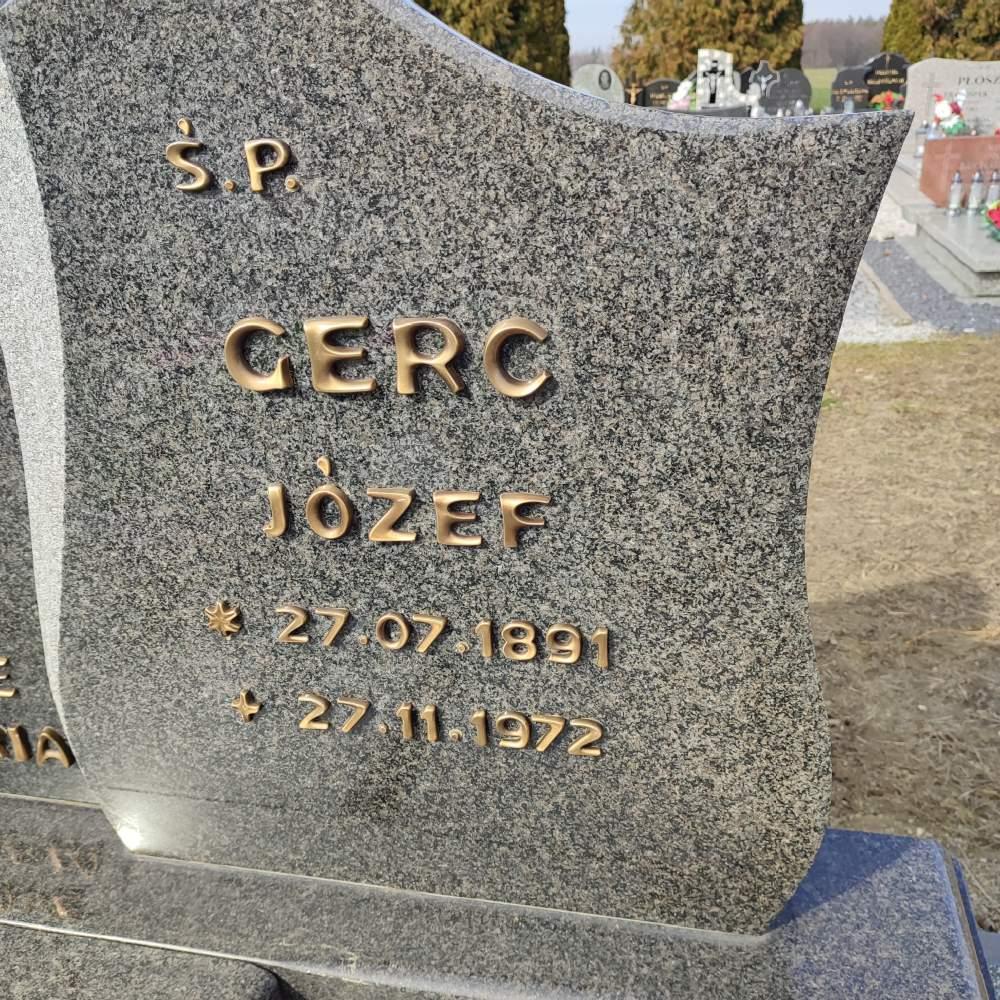 Ś.P.
GERC
JÓZEF
* 27.07.1891
+ 27.11.1972